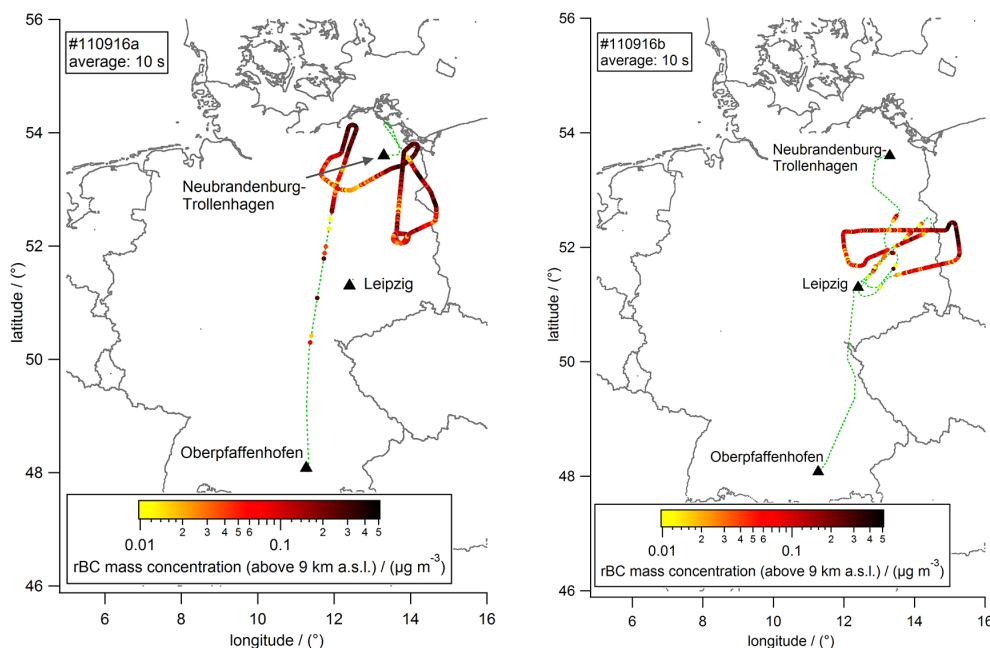 56
#110916a
average: 10 s
54
Neubrandenburg-
Trollenhagen
52
Leipzig
latitude / (°)
50
Oberpfaffenhofen
48
2 3 4 5 6 2 3 4 5
0.01 0.1
rBC mass concentration (above 9 km a.s.l.) / (µg m⁻³)
46
6 8 10 12 14 16
longitude / (°)
56
#110916b
average: 10 s
54
Neubrandenburg-
Trollenhagen
52
Leipzig
latitude / (°)
50
Oberpfaffenhofen
48
2 3 4 5 6 2 3 4 5
0.01 0.1
rBC mass concentration (above 9 km a.s.l.) / (µg m⁻³)
46
6 8 10 12 14 16
longitude / (°)